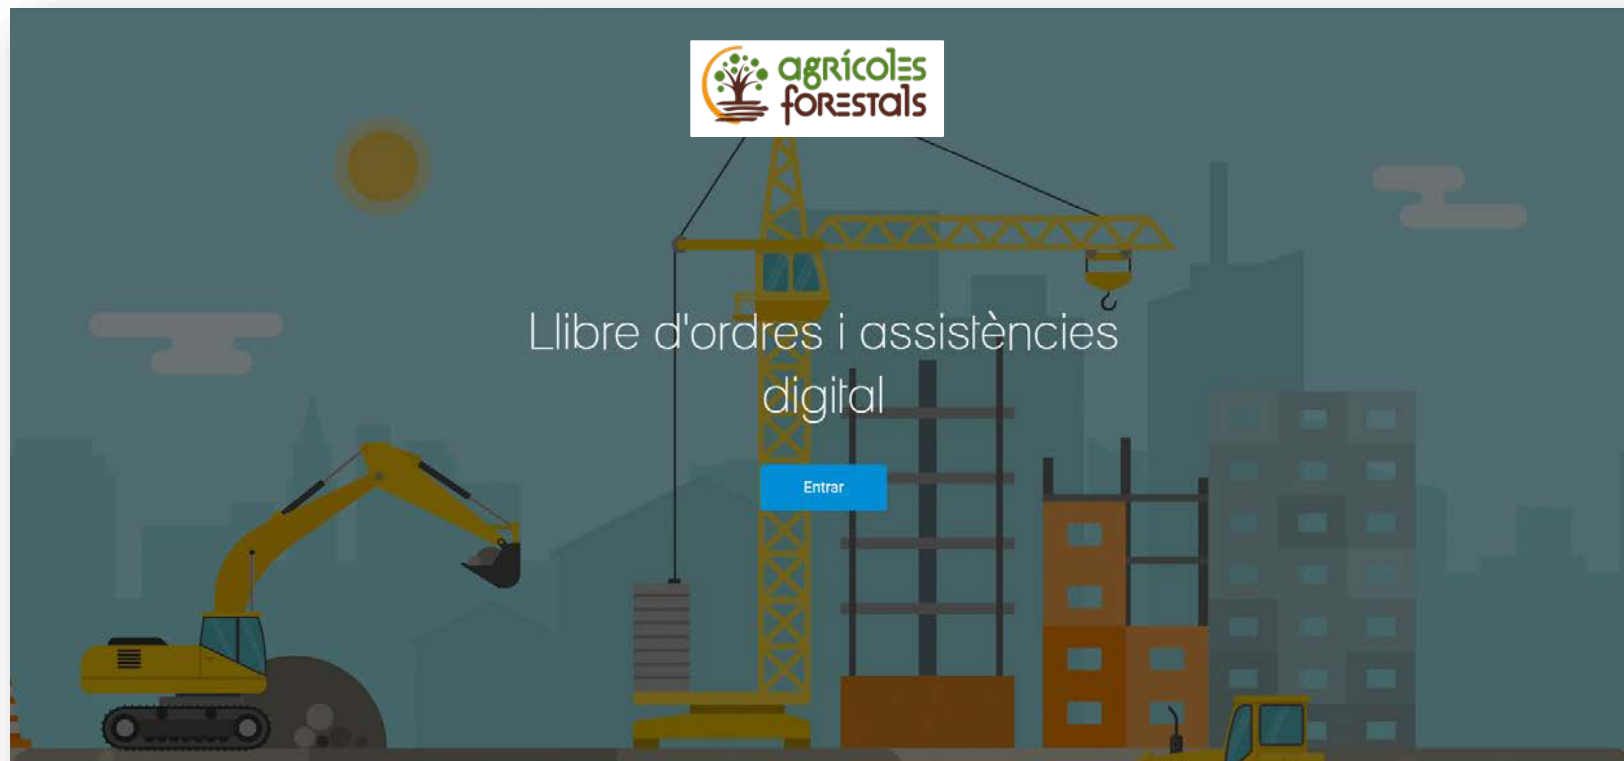 agrícoles
forestals
Llibre d'ordres i assistències
digital
Entrar